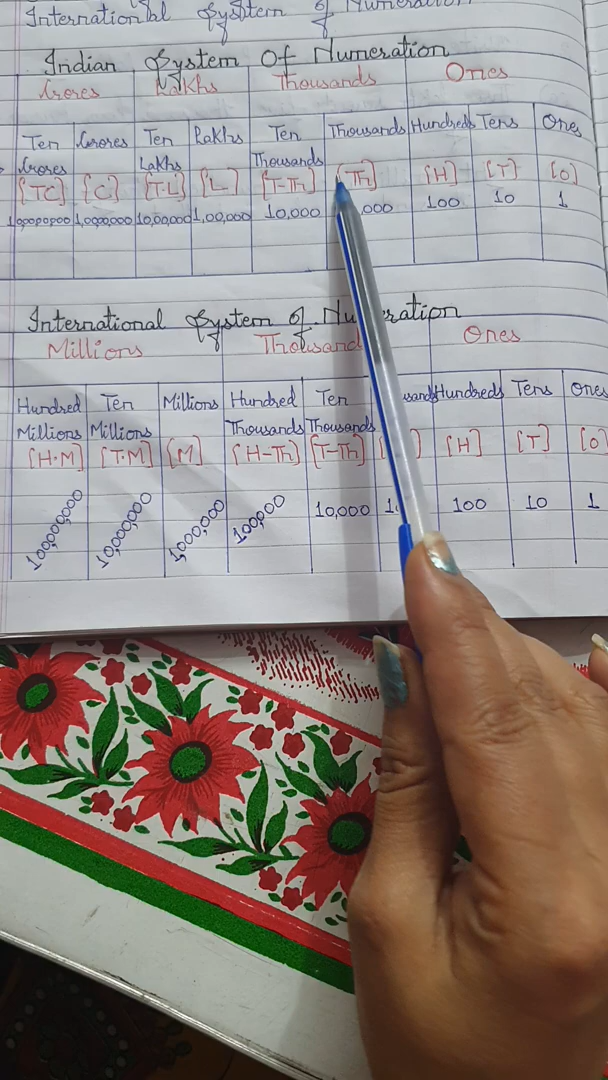 International System of Numeration
Indian System Of Numeration
Crores Lakhs Thousands Ones
Ten Crores Ten Lakhs Ten Thousands Hundreds Tens Ones
Crores Lakhs Thousands
[TC] [C] [T-L] [L] [T-Th] [Th] [H] [T] [O]
10,00,00,000 1,00,00,000 10,00,000 1,00,000 10,000 ,000 100 10 1
International System of Numeration
Millions Thousand Ones
Hundred Ten Millions Hundred Ten Hundreds Tens Ones
Millions Millions Thousands Thousands
[H·M] [T·M] [M] [H-Th] [T-Th] [H] [T] [O]
100,000,000 10,000,000 1,000,000 100,000 10,000 100 10 1